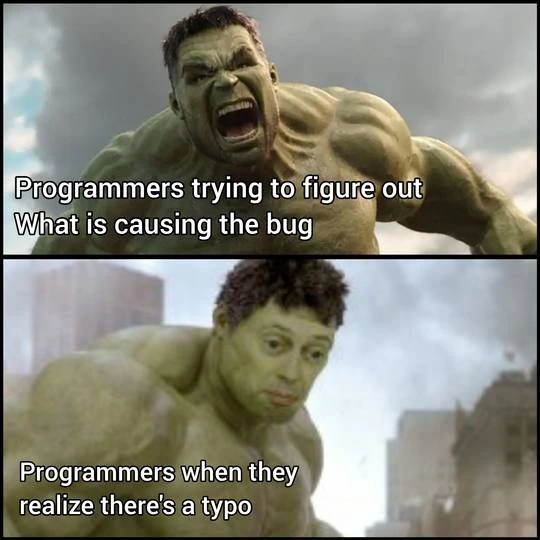 Programmers trying to figure out
What is causing the bug
Programmers when they
realize there's a typo